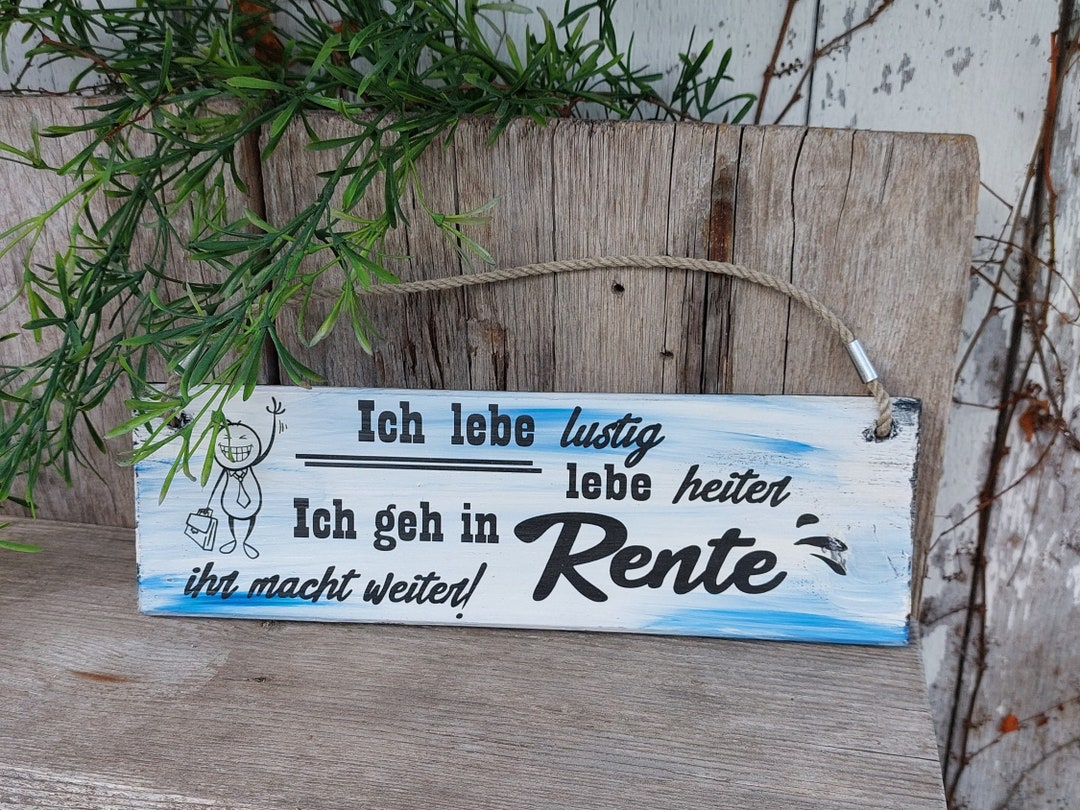 Ich lebe lustig
lebe heiter
Ich geh in Rente
ihr macht weiter!